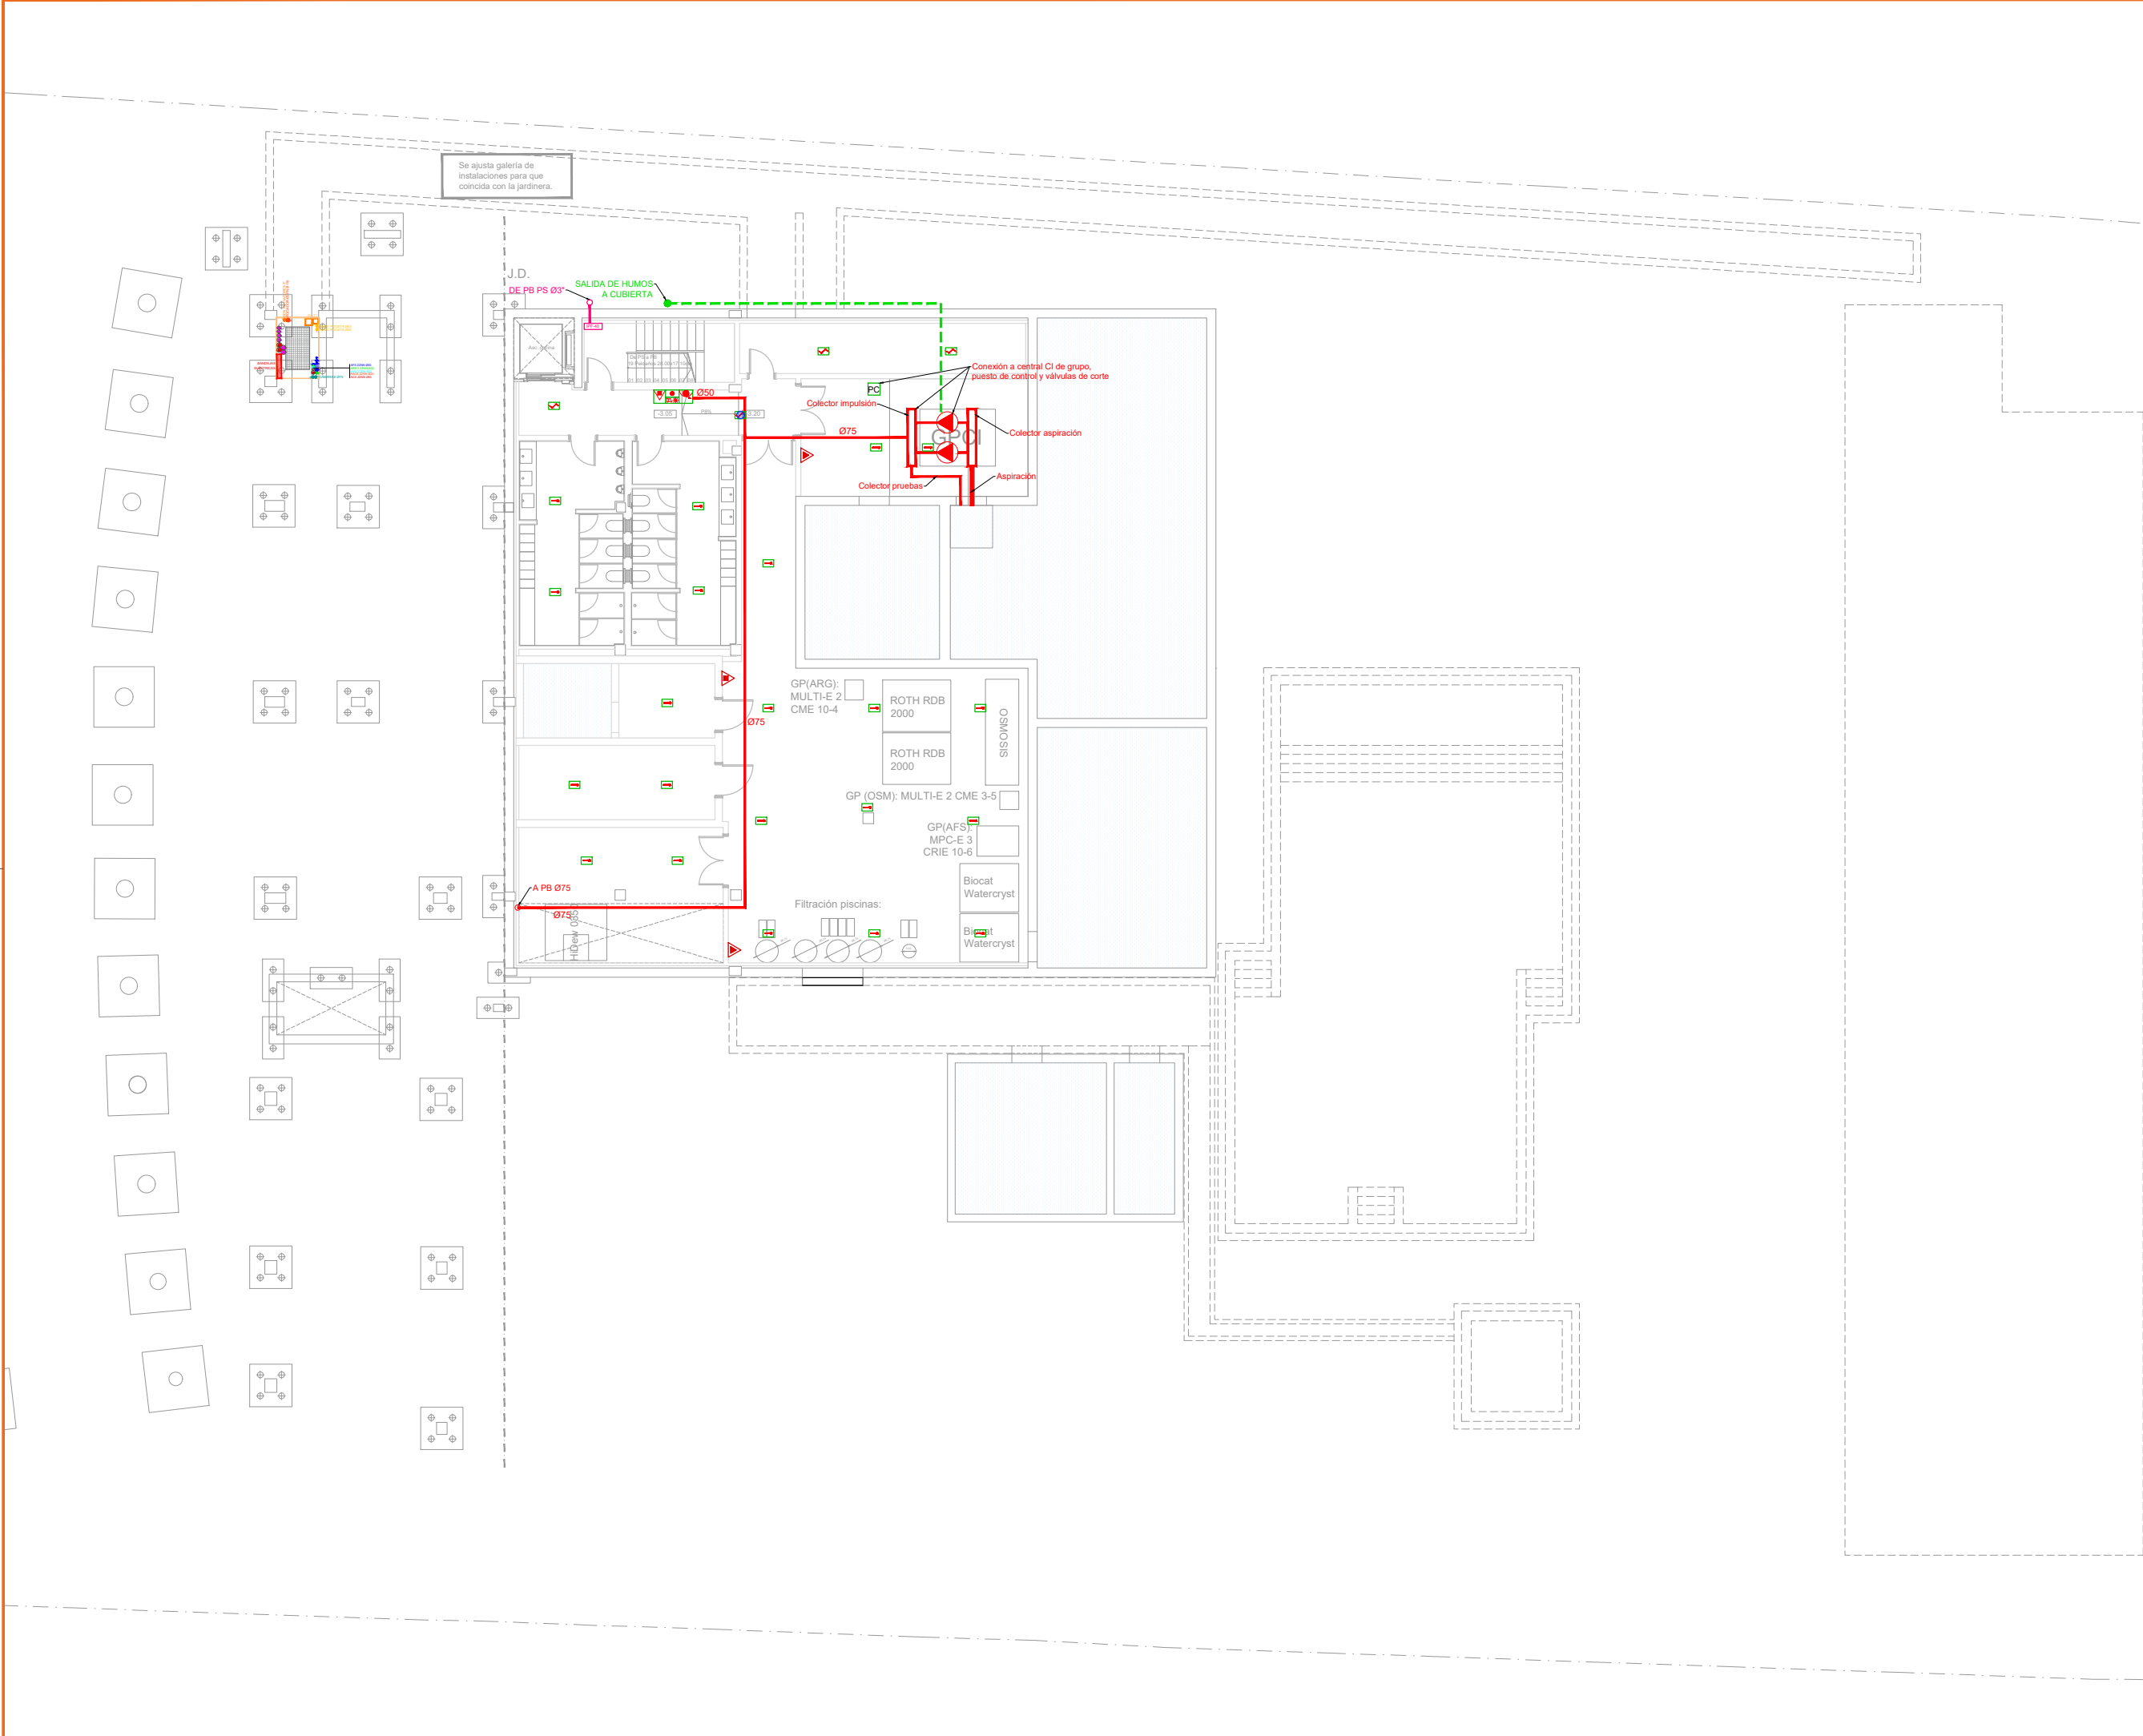 Se ajusta galería de
instalaciones para que
coincida con la jardinera.
J.D.
DE PB PS Ø3"
SALIDA DE HUMOS
A CUBIERTA
Conexión a central CI de grupo,
puesto de control y válvulas de corte
PC
Ø50
Colector impulsión
-3.05
-3.20
Ø75
GPCI
Colector aspiración
Colector pruebas
Aspiración
GP(ARG):
MULTI-E 2
CME 10-4
ROTH RDB
2000
OSMOSIS
Ø75
ROTH RDB
2000
GP (OSM): MULTI-E 2 CME 3-5
GP(AFS):
MPC-E 3
CRIE 10-6
A PB Ø75
Biocat
Watercryst
Filtración piscinas:
Ø75
Biocat
Watercryst